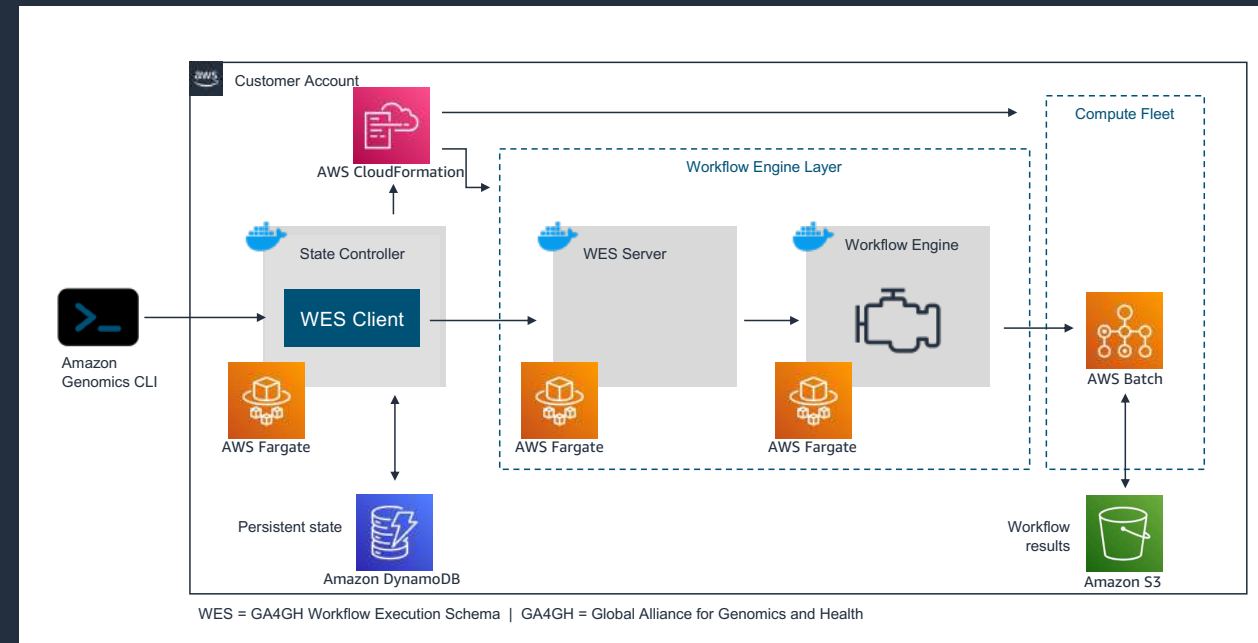 aws
Customer Account
AWS CloudFormation
Compute Fleet
Workflow Engine Layer
State Controller
WES Client
WES Server
Workflow Engine
Amazon
Genomics CLI
AWS Fargate
AWS Fargate
AWS Fargate
AWS Batch
Persistent state
Amazon DynamoDB
Workflow
results
Amazon S3
WES = GA4GH Workflow Execution Schema | GA4GH = Global Alliance for Genomics and Health